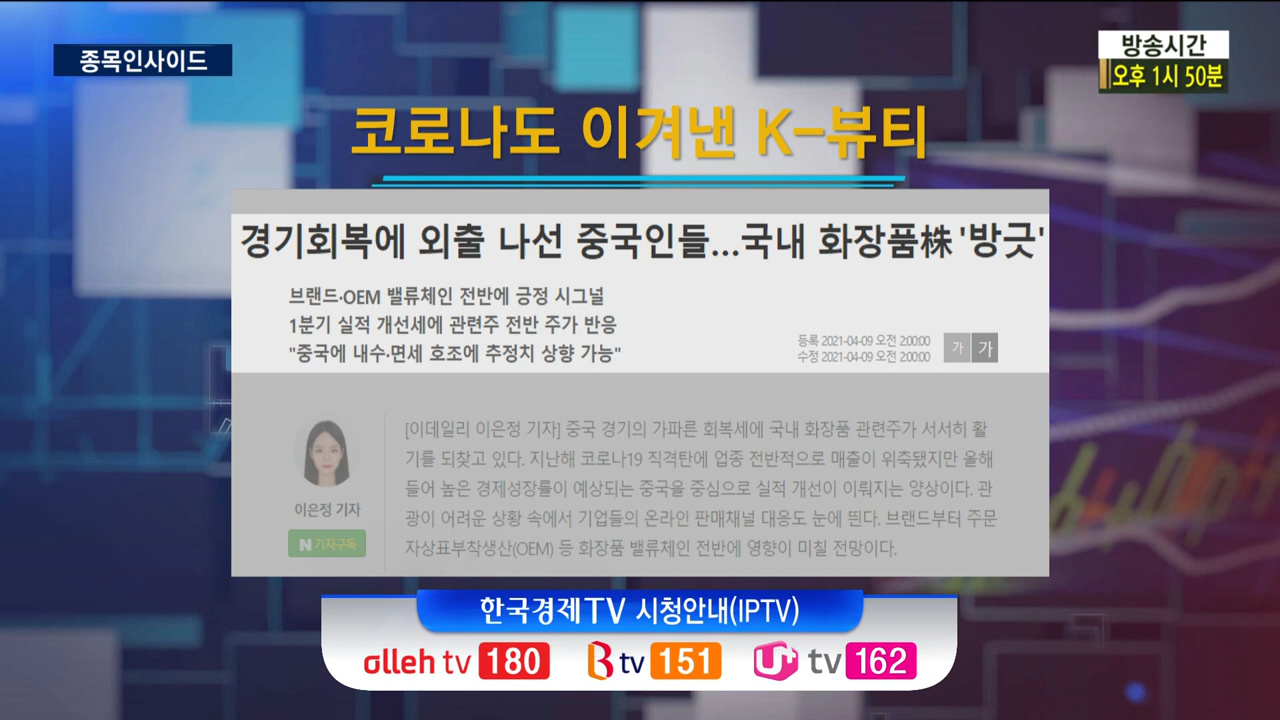 종목인사이드
방송시간
오후 1시 50분
코로나도 이겨낸 K-뷰티
경기회복에 외출 나선 중국인들...국내 화장품株 '방긋'
브랜드·OEM 밸류체인 전반에 긍정 시그널
1분기 실적 개선세에 관련주 전반 주가 반응
"중국에 내수·면세 호조에 추정치 상향 가능"
등록 2021-04-09 오전 2:00:00
수정 2021-04-09 오전 2:00:00
가 가
[이데일리 이은정 기자] 중국 경기의 가파른 회복세에 국내 화장품 관련주가 서서히 활
기를 되찾고 있다. 지난해 코로나19 직격탄에 업종 전반적으로 매출이 위축됐지만 올해
들어 높은 경제성장률이 예상되는 중국을 중심으로 실적 개선이 이뤄지는 양상이다. 관
광이 어려운 상황 속에서 기업들의 온라인 판매채널 대응도 눈에 띈다. 브랜드부터 주문
자상표부착생산(OEM) 등 화장품 밸류체인 전반에 영향이 미칠 전망이다.
이은정 기자
N 기자구독
한국경제TV 시청안내(IPTV)
olleh tv 180 B tv 151 U+ tv 162